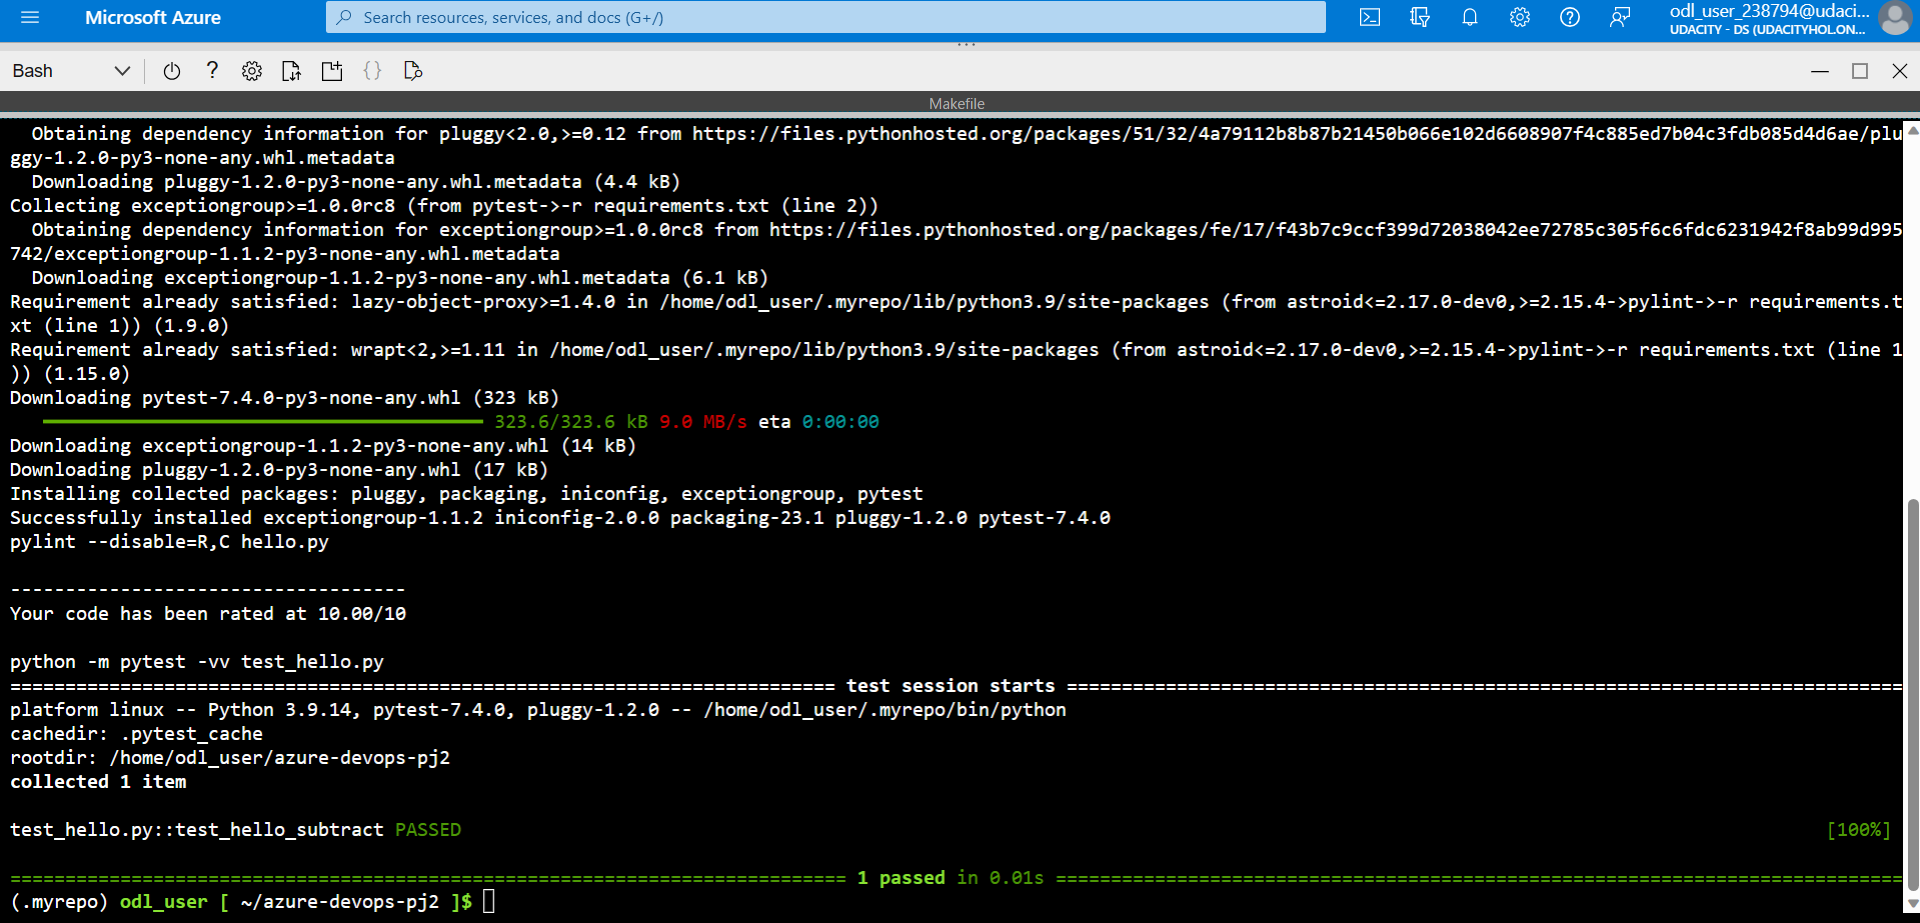 Microsoft Azure
Search resources, services, and docs (G+/)
odl_user_238794@udaci...
UDACITY - DS (UDACITYHOL.ON...
Bash
Makefile
Obtaining dependency information for pluggy<2.0,>=0.12 from https://files.pythonhosted.org/packages/51/32/4a79112b8b87b21450b066e102d6608907f4c885ed7b04c3fdb085d4d6ae/plu
ggy-1.2.0-py3-none-any.whl.metadata
Downloading pluggy-1.2.0-py3-none-any.whl.metadata (4.4 kB)
Collecting exceptiongroup>=1.0.0rc8 (from pytest->-r requirements.txt (line 2))
Obtaining dependency information for exceptiongroup>=1.0.0rc8 from https://files.pythonhosted.org/packages/fe/17/f43b7c9ccf399d72038042ee72785c305f6c6fdc6231942f8ab99d995
742/exceptiongroup-1.1.2-py3-none-any.whl.metadata
Downloading exceptiongroup-1.1.2-py3-none-any.whl.metadata (6.1 kB)
Requirement already satisfied: lazy-object-proxy>=1.4.0 in /home/odl_user/.myrepo/lib/python3.9/site-packages (from astroid<=2.17.0-dev0,>=2.15.4->pylint->-r requirements.t
xt (line 1)) (1.9.0)
Requirement already satisfied: wrapt<2,>=1.11 in /home/odl_user/.myrepo/lib/python3.9/site-packages (from astroid<=2.17.0-dev0,>=2.15.4->pylint->-r requirements.txt (line 1
)) (1.15.0)
Downloading pytest-7.4.0-py3-none-any.whl (323 kB)
323.6/323.6 kB 9.0 MB/s eta 0:00:00
Downloading exceptiongroup-1.1.2-py3-none-any.whl (14 kB)
Downloading pluggy-1.2.0-py3-none-any.whl (17 kB)
Installing collected packages: pluggy, packaging, iniconfig, exceptiongroup, pytest
Successfully installed exceptiongroup-1.1.2 iniconfig-2.0.0 packaging-23.1 pluggy-1.2.0 pytest-7.4.0
pylint --disable=R,C hello.py
------------------------------------
Your code has been rated at 10.00/10
python -m pytest -vv test_hello.py
=========================================================================== test session starts ============================================================================
platform linux -- Python 3.9.14, pytest-7.4.0, pluggy-1.2.0 -- /home/odl_user/.myrepo/bin/python
cachedir: .pytest_cache
rootdir: /home/odl_user/azure-devops-pj2
collected 1 item
test_hello.py::test_hello_subtract PASSED [100%]
============================================================================ 1 passed in 0.01s =============================================================================
(.myrepo) odl_user [ ~/azure-devops-pj2 ]$